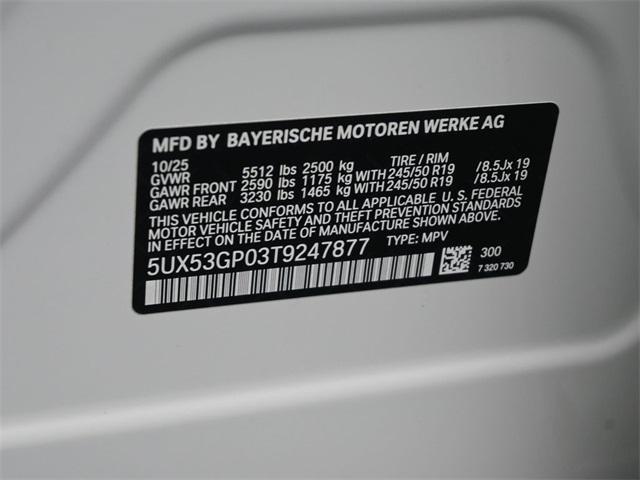 MFD BY BAYERISCHE MOTOREN WERKE AG
10/25 TIRE / RIM
GVWR 5512 lbs 2500 kg
GAWR FRONT 2590 lbs 1175 kg WITH 245/50 R19 /8.5Jx 19
GAWR REAR 3230 lbs 1465 kg WITH 245/50 R19 /8.5Jx 19
THIS VEHICLE CONFORMS TO ALL APPLICABLE U.S. FEDERAL
MOTOR VEHICLE SAFETY AND THEFT PREVENTION STANDARDS
IN EFFECT ON THE DATE OF MANUFACTURE SHOWN ABOVE.
5UX53GP03T9247877 TYPE: MPV
300
7 320 730